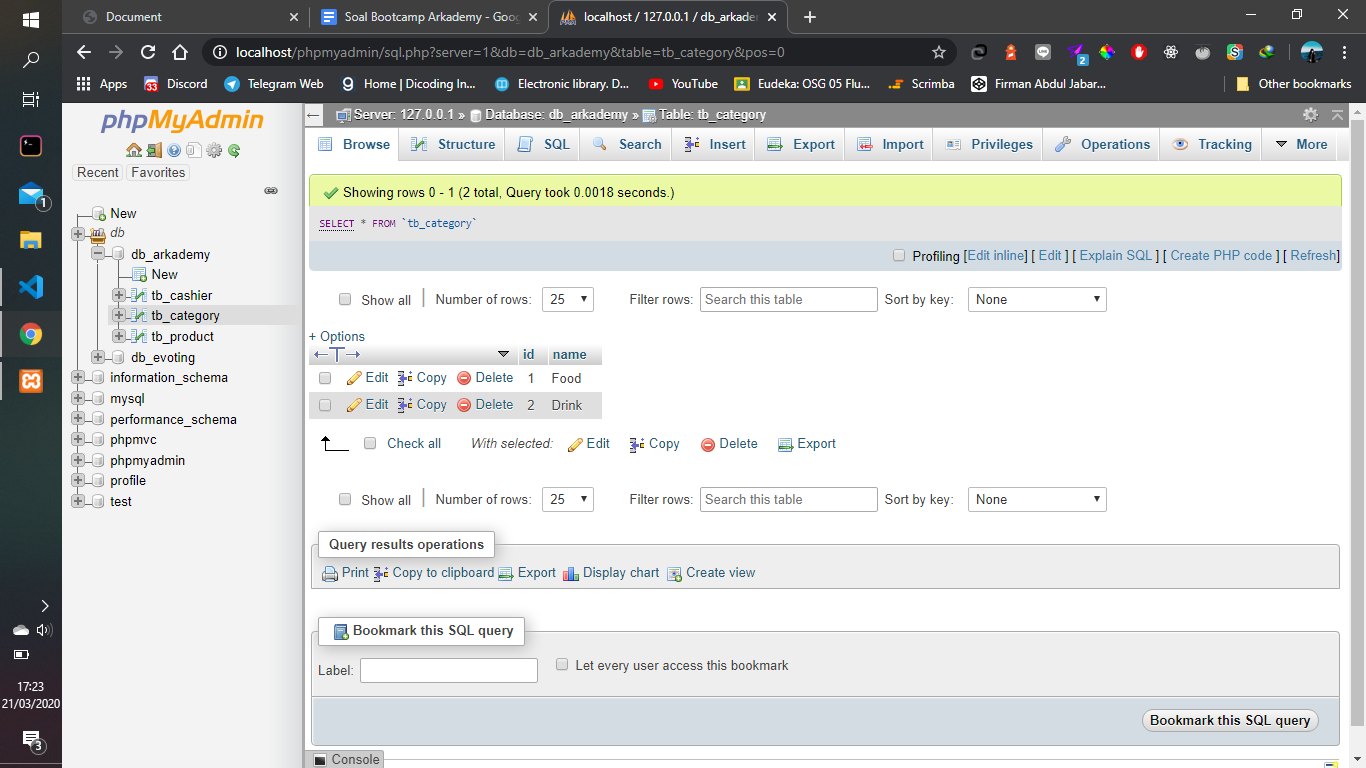 Document
Soal Bootcamp Arkademy - Goo
localhost / 127.0.0.1 / db_arkader
localhost/phpmyadmin/sql.php?server=1&db=db_arkademy&table=tb_category&pos=0
2
Apps
33
Discord
Telegram Web
Home | Dicoding In...
Electronic library. D...
YouTube
Eudeka: OSG 05 Flu...
Scrimba
Firman Abdul Jabar...
Other bookmarks
phpMyAdmin
Recent
Favorites
New
db
db_arkademy
New
tb_cashier
tb_category
tb_product
db_evoting
information_schema
mysql
performance_schema
phpmvc
phpmyadmin
profile
test
Server: 127.0.0.1 » Database: db_arkademy » Table: tb_category
Browse
Structure
SQL
Search
Insert
Export
Import
Privileges
Operations
Tracking
More
Showing rows 0 - 1 (2 total, Query took 0.0018 seconds.)
SELECT * FROM `tb_category`
Profiling [Edit inline] [ Edit ] [ Explain SQL ] [ Create PHP code ] [ Refresh]
Show all | Number of rows: 25 Filter rows: Search this table Sort by key: None
+ Options
←T→ id name
Edit Copy Delete 1 Food
Edit Copy Delete 2 Drink
Check all With selected: Edit Copy Delete Export
Show all | Number of rows: 25 Filter rows: Search this table Sort by key: None
Query results operations
Print Copy to clipboard Export Display chart Create view
Bookmark this SQL query
Label: Let every user access this bookmark
Bookmark this SQL query
Console
1
17:23
21/03/2020
3